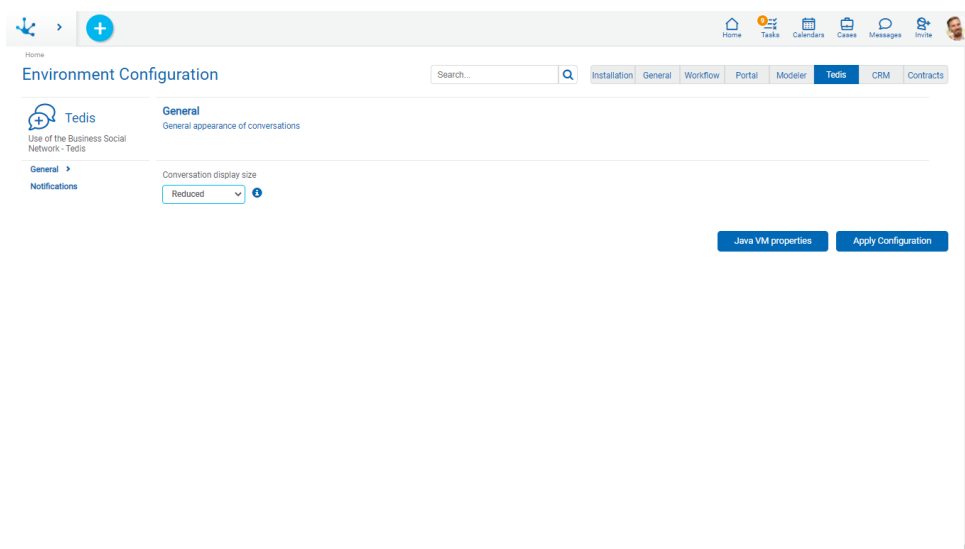 9
Home
Tasks
Calendars
Cases
Messages
Invite
Home
Environment Configuration
Search...
Installation
General
Workflow
Portal
Modeler
Tedis
CRM
Contracts
Tedis
Use of the Business Social
Network - Tedis
General
Notifications
General
General appearance of conversations
Conversation display size
Reduced
Java VM properties
Apply Configuration